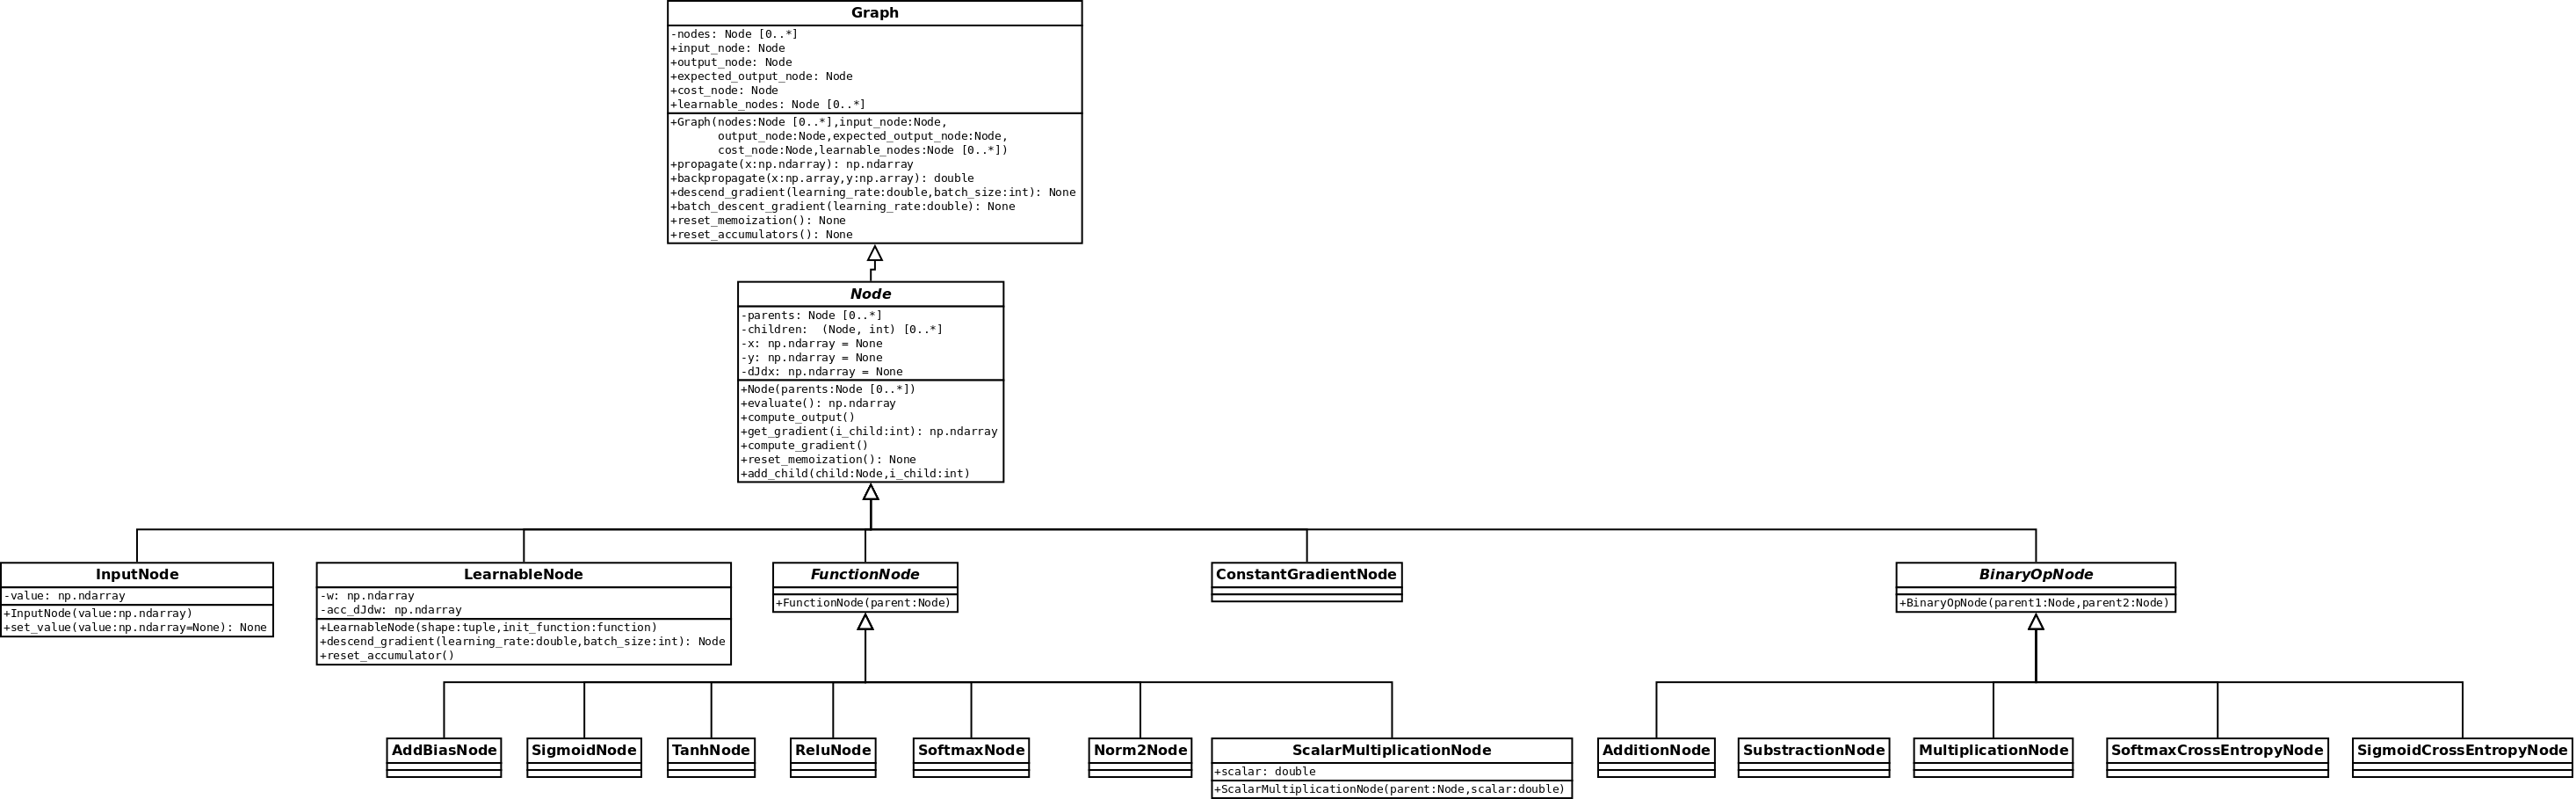 Graph
-nodes: Node [0..*]
+input_node: Node
+output_node: Node
+expected_output_node: Node
+cost_node: Node
+learnable_nodes: Node [0..*]
+Graph(nodes:Node [0..*],input_node:Node,
output_node:Node,expected_output_node:Node,
cost_node:Node,learnable_nodes:Node [0..*])
+propagate(x:np.ndarray): np.ndarray
+backpropagate(x:np.array,y:np.array): double
+descend_gradient(learning_rate:double,batch_size:int): None
+batch_descent_gradient(learning_rate:double): None
+reset_memoization(): None
+reset_accumulators(): None
Node
-parents: Node [0..*]
-children:  (Node, int) [0..*]
-x: np.ndarray = None
-y: np.ndarray = None
-dJdx: np.ndarray = None
+Node(parents:Node [0..*])
+evaluate(): np.ndarray
+compute_output()
+get_gradient(i_child:int): np.ndarray
+compute_gradient()
+reset_memoization(): None
+add_child(child:Node,i_child:int)
InputNode
-value: np.ndarray
+InputNode(value:np.ndarray)
+set_value(value:np.ndarray=None): None
LearnableNode
-w: np.ndarray
-acc_dJdw: np.ndarray
+LearnableNode(shape:tuple,init_function:function)
+descend_gradient(learning_rate:double,batch_size:int): Node
+reset_accumulator()
FunctionNode
+FunctionNode(parent:Node)
ConstantGradientNode
BinaryOpNode
+BinaryOpNode(parent1:Node,parent2:Node)
AddBiasNode
SigmoidNode
TanhNode
ReluNode
SoftmaxNode
Norm2Node
ScalarMultiplicationNode
+scalar: double
+ScalarMultiplicationNode(parent:Node,scalar:double)
AdditionNode
SubstractionNode
MultiplicationNode
SoftmaxCrossEntropyNode
SigmoidCrossEntropyNode